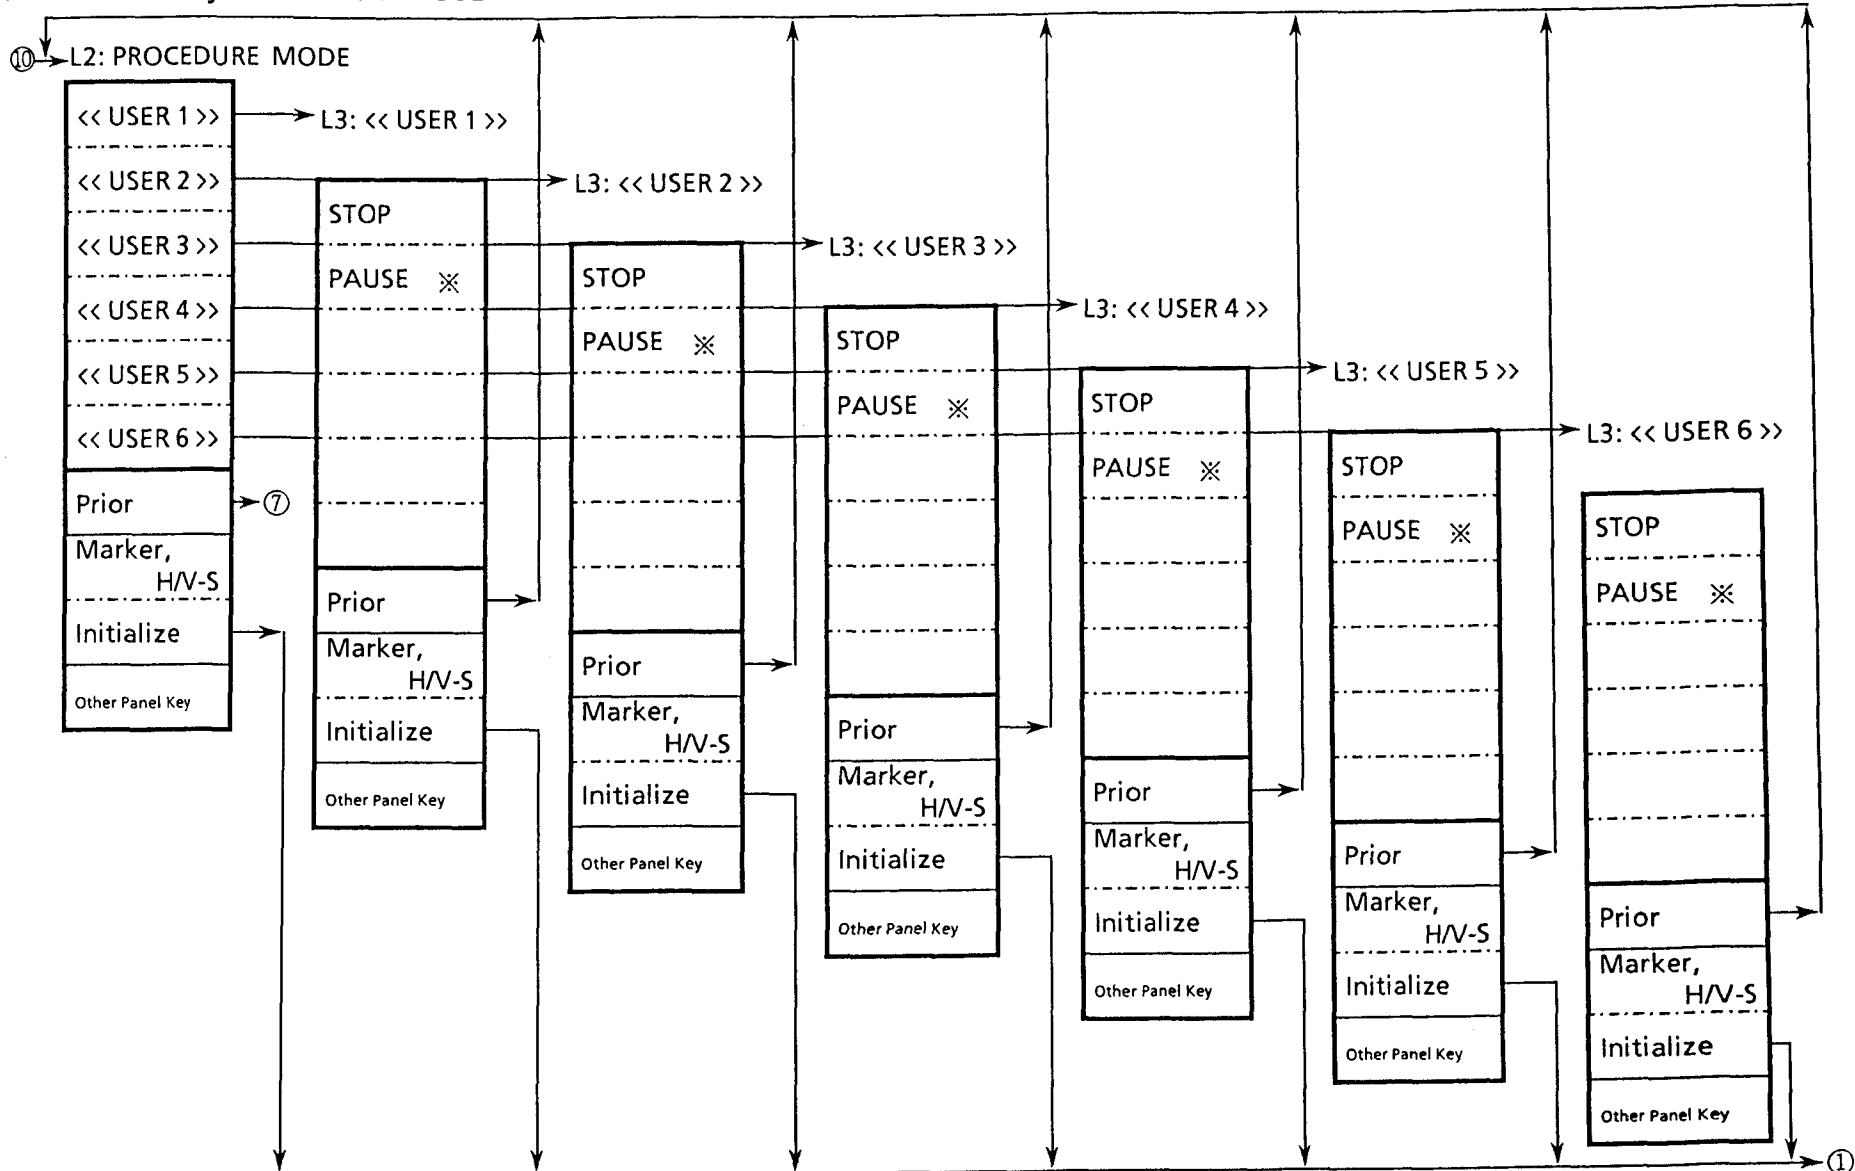 ⑩ L2: PROCEDURE MODE
<< USER 1 >>
<< USER 2 >>
<< USER 3 >>
<< USER 4 >>
<< USER 5 >>
<< USER 6 >>
Prior
⑦
Marker,
H/V-S
Initialize
Other Panel Key
L3: << USER 1 >>
STOP
PAUSE ※
Prior
Marker,
H/V-S
Initialize
Other Panel Key
L3: << USER 2 >>
STOP
PAUSE ※
Prior
Marker,
H/V-S
Initialize
Other Panel Key
L3: << USER 3 >>
STOP
PAUSE ※
Prior
Marker,
H/V-S
Initialize
Other Panel Key
L3: << USER 4 >>
STOP
PAUSE ※
Prior
Marker,
H/V-S
Initialize
Other Panel Key
L3: << USER 5 >>
STOP
PAUSE ※
Prior
Marker,
H/V-S
Initialize
Other Panel Key
L3: << USER 6 >>
STOP
PAUSE ※
Prior
Marker,
H/V-S
Initialize
Other Panel Key
①